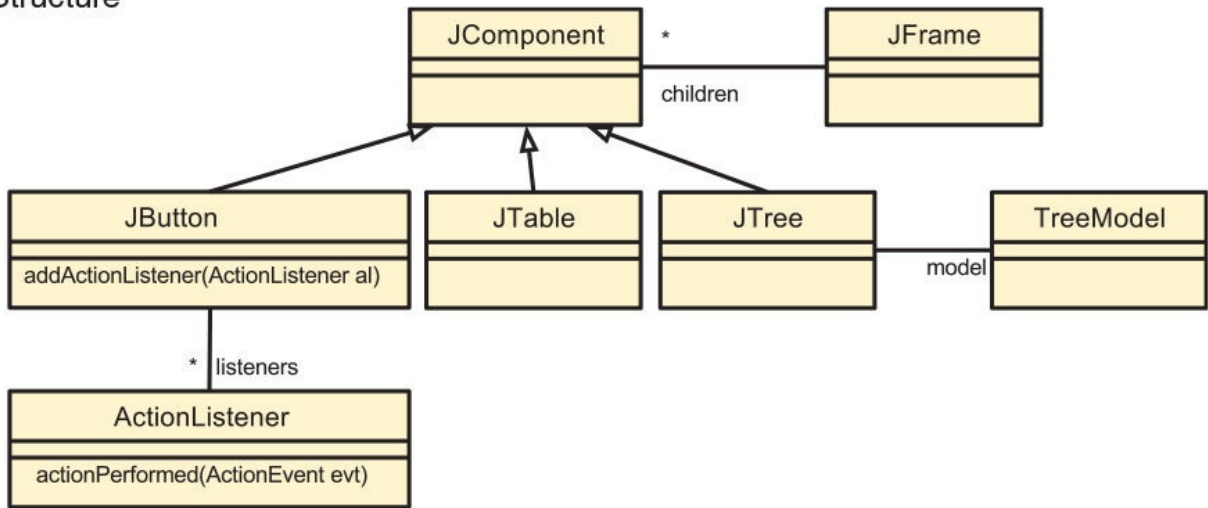 Structure
JComponent
*
JFrame
children
JButton
JTable
JTree
TreeModel
addActionListener(ActionListener al)
model
* listeners
ActionListener
actionPerformed(ActionEvent evt)